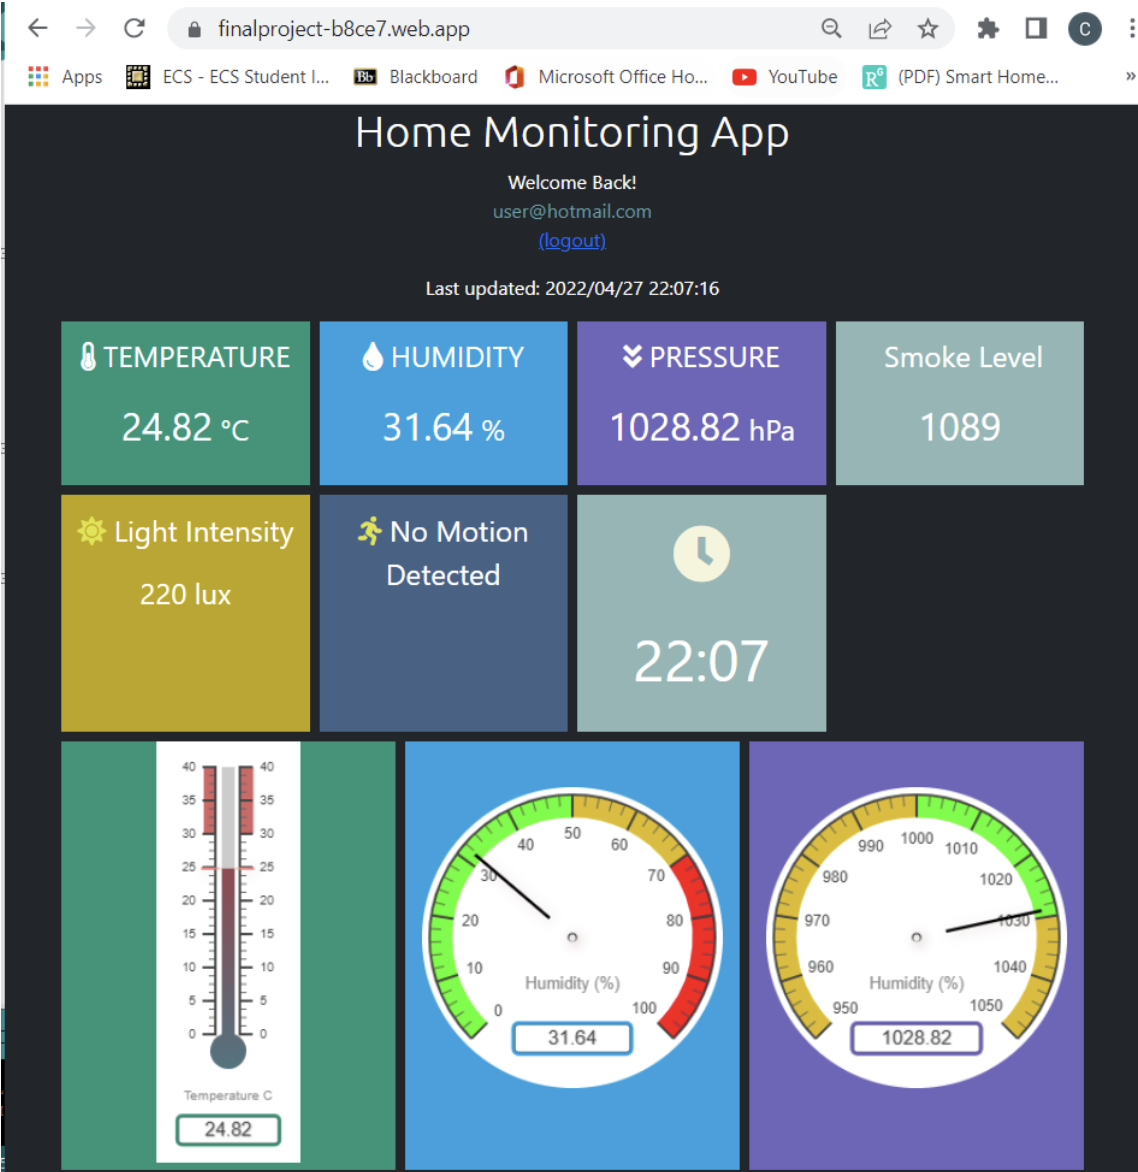 finalproject-b8ce7.web.app
C
Apps ECS - ECS Student I... Bb Blackboard Microsoft Office Ho... YouTube RG (PDF) Smart Home... »
Home Monitoring App
Welcome Back!
user@hotmail.com
(logout)
Last updated: 2022/04/27 22:07:16
TEMPERATURE
24.82 °C
HUMIDITY
31.64 %
PRESSURE
1028.82 hPa
Smoke Level
1089
Light Intensity
220 lux
No Motion
Detected
22:07
40 40
35 35
30 30
25 25
20 20
15 15
10 10
5 5
0 0
Temperature C
24.82
0 10 20 30 40 50 60 70 80 90 100
Humidity (%)
31.64
950 960 970 980 990 1000 1010 1020 1030 1040 1050
Humidity (%)
1028.82